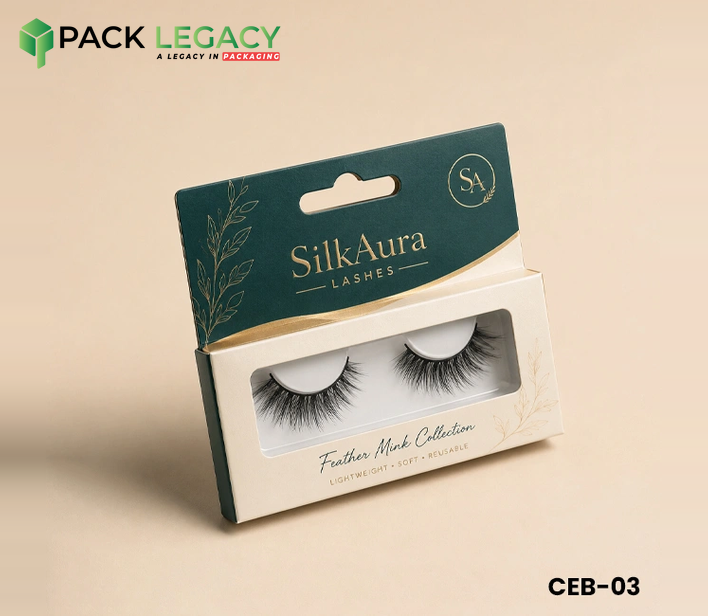 PACK LEGACY
A LEGACY IN PACKAGING
SA
SilkAura
LASHES
Feather Mink Collection
LIGHTWEIGHT • SOFT • REUSABLE
CEB-03